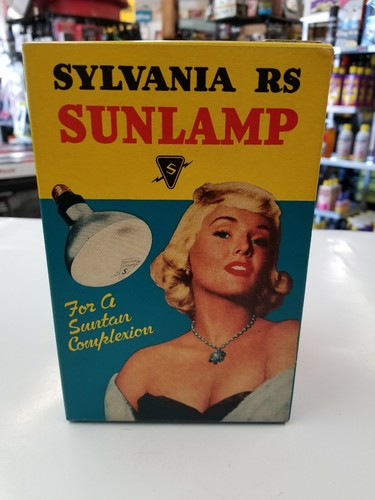 SYLVANIA RS
SUNLAMP
S
For A
Suntan
Complexion